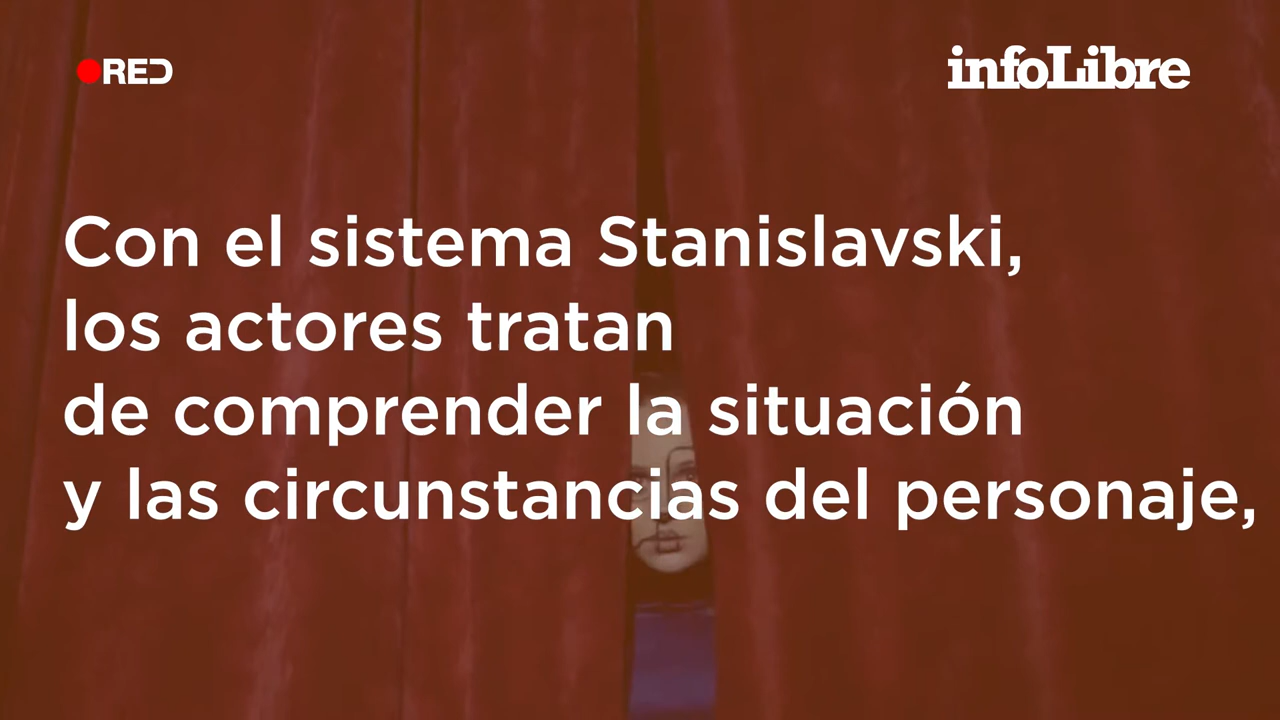 RED
infoLibre
Con el sistema Stanislavski,
los actores tratan
de comprender la situación
y las circunstancias del personaje,